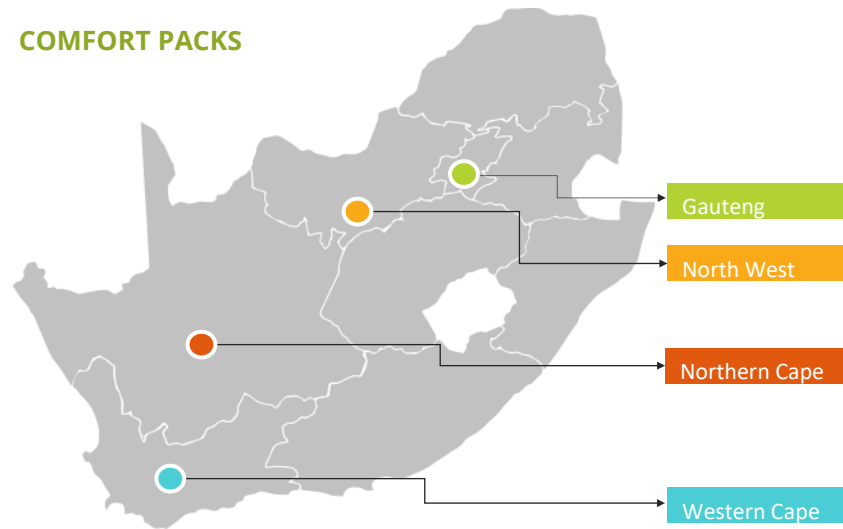 COMFORT PACKS
Gauteng
North West
Northern Cape
Western Cape